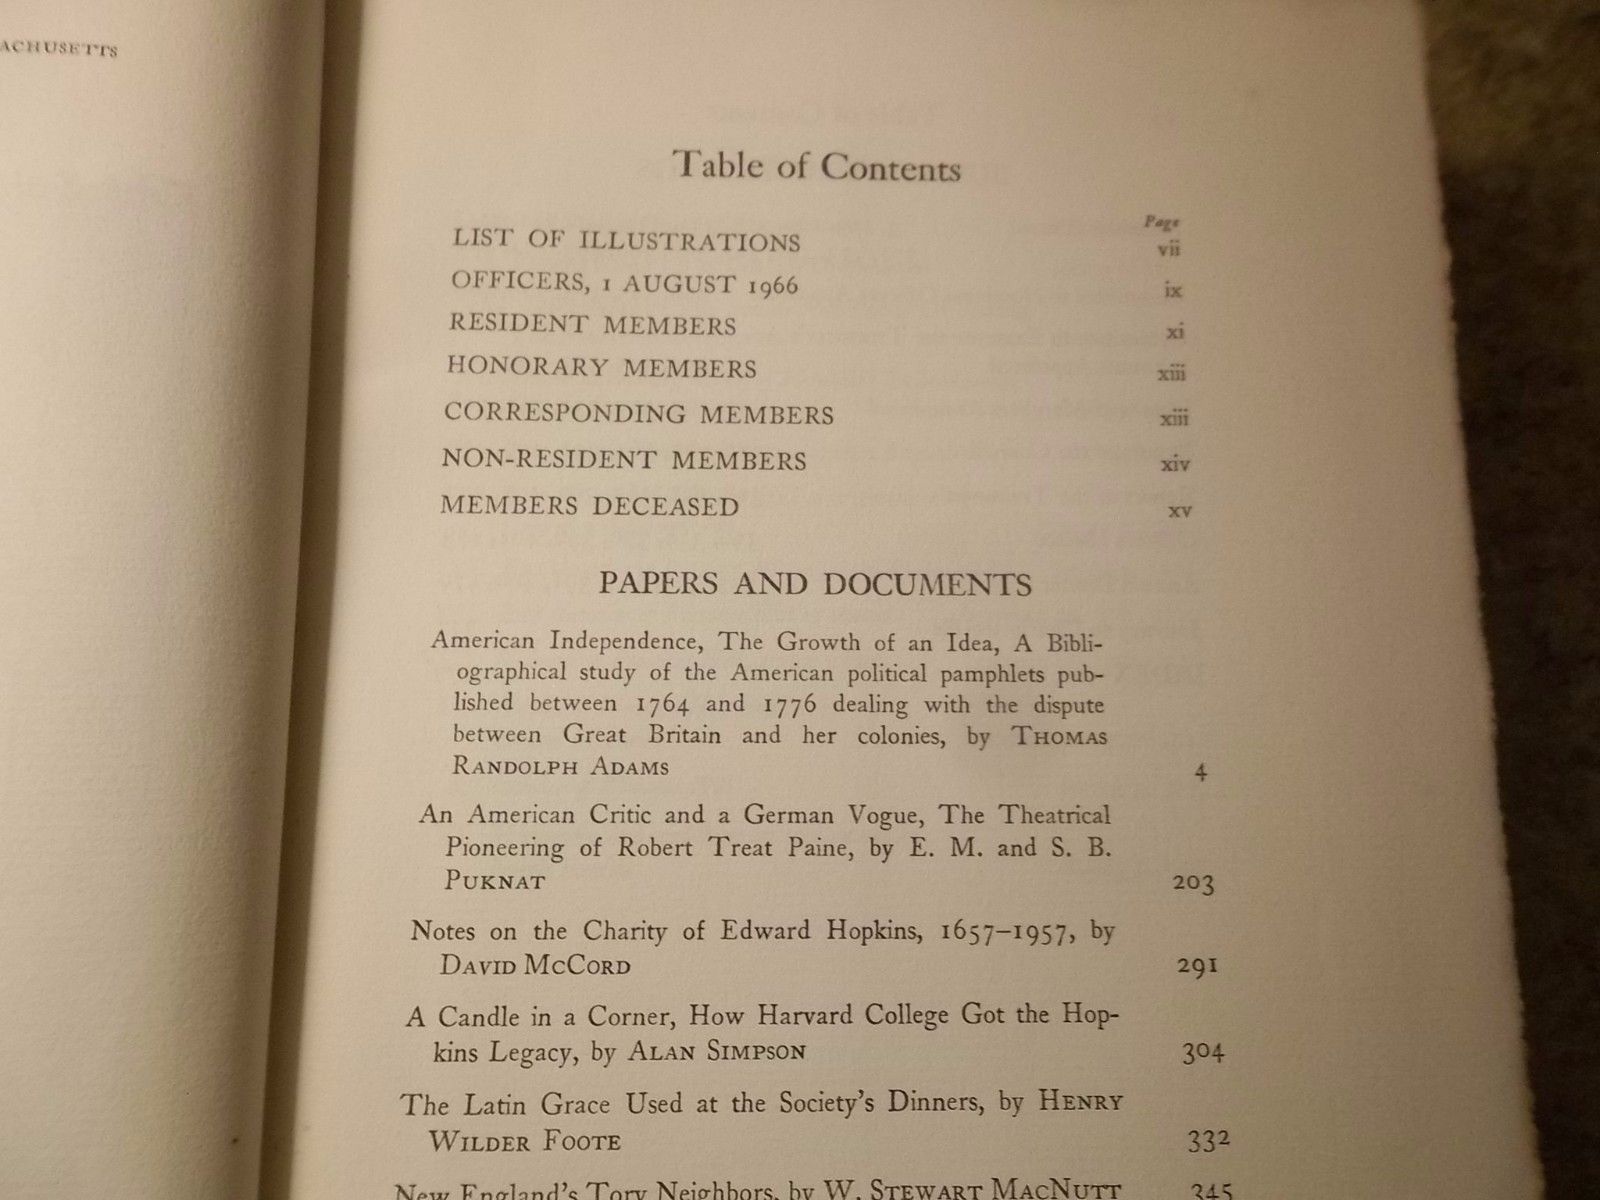 ACHUSETTS
Table of Contents
Page
LIST OF ILLUSTRATIONS vii
OFFICERS, 1 AUGUST 1966 ix
RESIDENT MEMBERS xi
HONORARY MEMBERS xiii
CORRESPONDING MEMBERS xiii
NON-RESIDENT MEMBERS xiv
MEMBERS DECEASED xv
PAPERS AND DOCUMENTS
American Independence, The Growth of an Idea, A Bibli-
ographical study of the American political pamphlets pub-
lished between 1764 and 1776 dealing with the dispute
between Great Britain and her colonies, by THOMAS
RANDOLPH ADAMS 4
An American Critic and a German Vogue, The Theatrical
Pioneering of Robert Treat Paine, by E. M. and S. B.
PUKNAT 203
Notes on the Charity of Edward Hopkins, 1657–1957, by
DAVID MCCORD 291
A Candle in a Corner, How Harvard College Got the Hop-
kins Legacy, by ALAN SIMPSON 304
The Latin Grace Used at the Society's Dinners, by HENRY
WILDER FOOTE 332
New England's Tory Neighbors, by W. STEWART MACNUTT 345